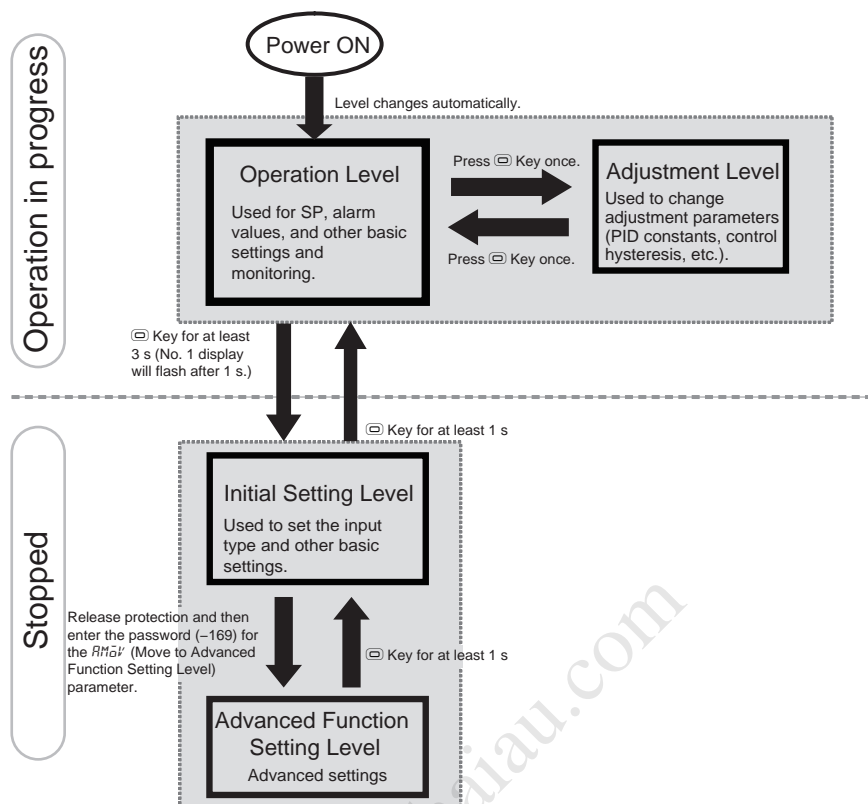 Operation in progress
Power ON
Level changes automatically.
Operation Level
Used for SP, alarm
values, and other basic
settings and
monitoring.
Press Key once.
Press Key once.
Adjustment Level
Used to change
adjustment parameters
(PID constants, control
hysteresis, etc.).
Key for at least
3 s (No. 1 display
will flash after 1 s.)
Key for at least 1 s
Stopped
Initial Setting Level
Used to set the input
type and other basic
settings.
Release protection and then
enter the password (−169) for
the AMoV (Move to Advanced
Function Setting Level)
parameter.
Key for at least 1 s
Advanced Function
Setting Level
Advanced settings
aiau.com